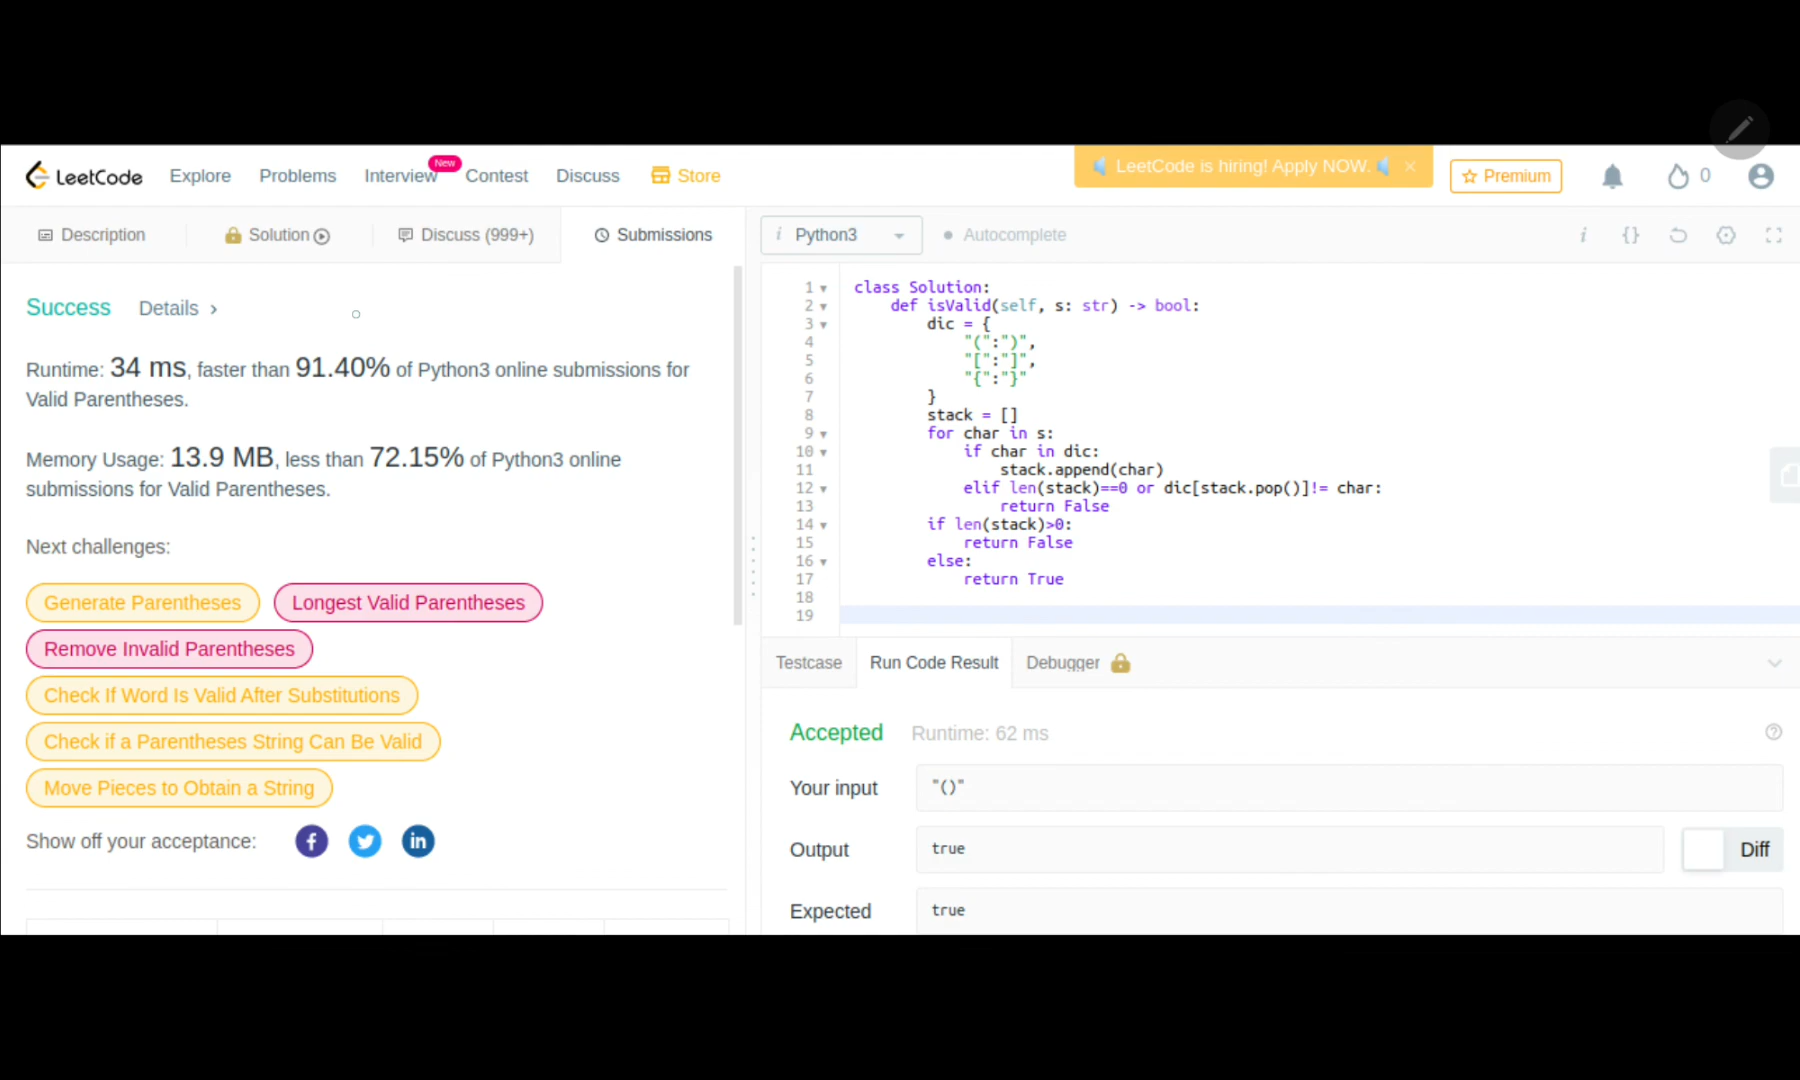 LeetCode Explore Problems Interview New Contest Discuss Store LeetCode is hiring! Apply NOW. × Premium 0
Description Solution Discuss (999+) Submissions i Python3 Autocomplete i {}
Success Details >
Runtime: 34 ms, faster than 91.40% of Python3 online submissions for
Valid Parentheses.
Memory Usage: 13.9 MB, less than 72.15% of Python3 online
submissions for Valid Parentheses.
Next challenges:
Generate Parentheses Longest Valid Parentheses
Remove Invalid Parentheses
Check If Word Is Valid After Substitutions
Check if a Parentheses String Can Be Valid
Move Pieces to Obtain a String
Show off your acceptance: f in
1 class Solution:
2     def isValid(self, s: str) -> bool:
3         dic = {
4             "(":")",
5             "[":"]",
6             "{":"}"
7         }
8         stack = []
9         for char in s:
10             if char in dic:
11                 stack.append(char)
12             elif len(stack)==0 or dic[stack.pop()]!= char:
13                 return False
14         if len(stack)>0:
15             return False
16         else:
17             return True
18
19
Testcase Run Code Result Debugger
Accepted Runtime: 62 ms ?
Your input "()"
Output true Diff
Expected true